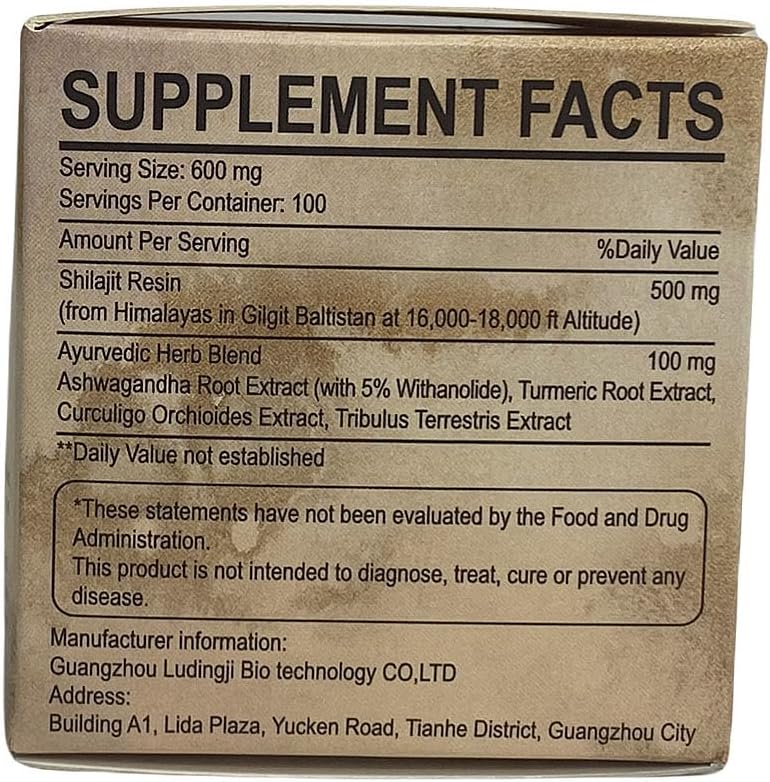 SUPPLEMENT FACTS
Serving Size: 600 mg
Servings Per Container: 100
Amount Per Serving %Daily Value
Shilajit Resin 500 mg
(from Himalayas in Gilgit Baltistan at 16,000-18,000 ft Altitude)
Ayurvedic Herb Blend 100 mg
Ashwagandha Root Extract (with 5% Withanolide), Turmeric Root Extract,
Curculigo Orchioides Extract, Tribulus Terrestris Extract
**Daily Value not established
*These statements have not been evaluated by the Food and Drug
Administration.
This product is not intended to diagnose, treat, cure or prevent any
disease.
Manufacturer information:
Guangzhou Ludingji Bio technology CO,LTD
Address:
Building A1, Lida Plaza, Yucken Road, Tianhe District, Guangzhou City